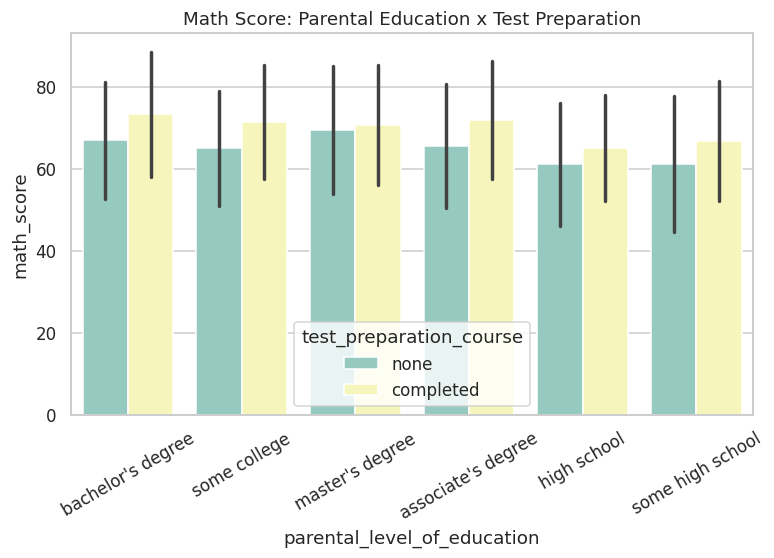 Math Score: Parental Education x Test Preparation
math_score
80
60
40
20
0
test_preparation_course
none
completed
bachelor's degree
some college
master's degree
associate's degree
high school
some high school
parental_level_of_education